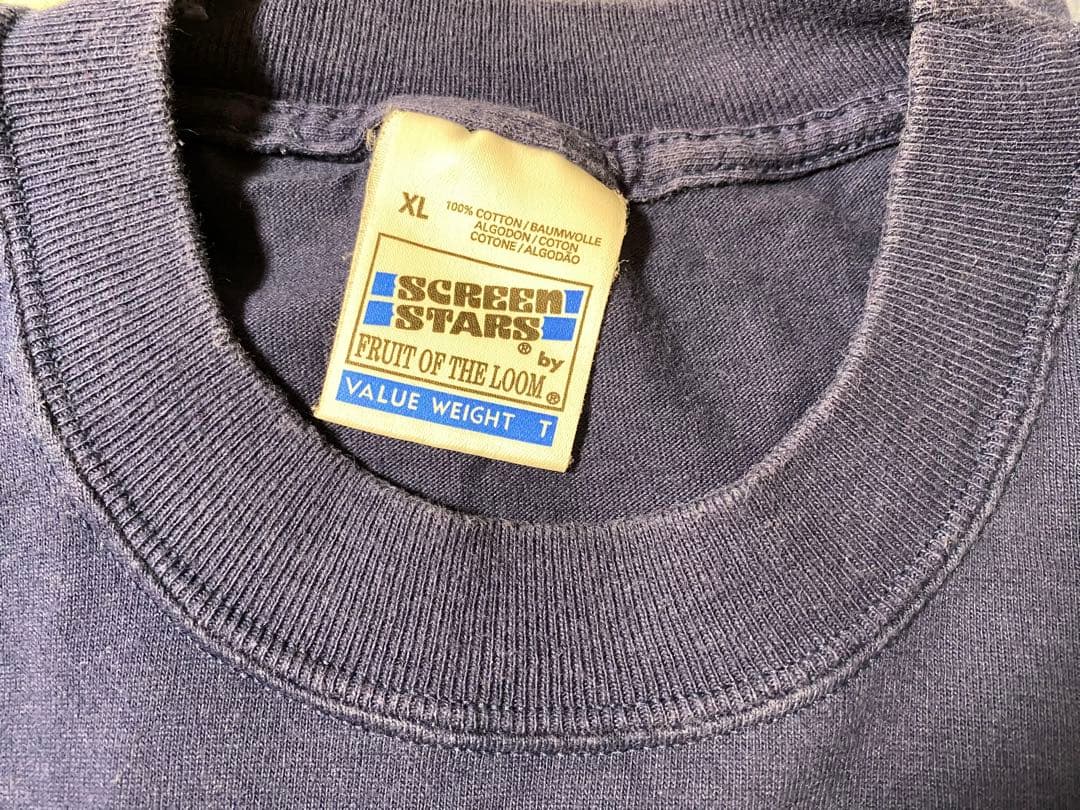 XL
100% COTTON/BAUMWOLLE
ALGODON/COTON
COTONE/ALGODÃO
SCREEN
STARS®
by
FRUIT OF THE LOOM®
VALUE WEIGHT T